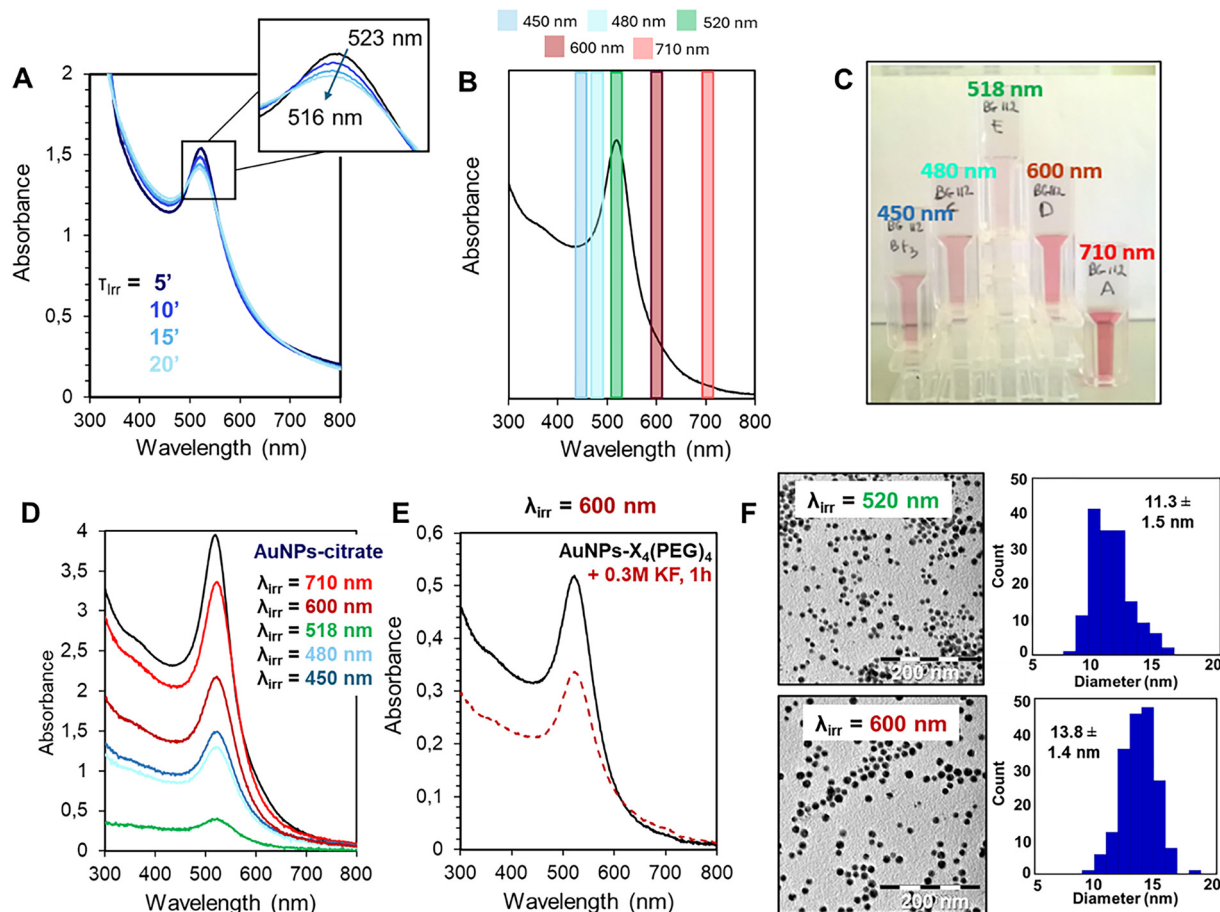 450 nm
480 nm
520 nm
600 nm
710 nm
A
523 nm
516 nm
2
1,5
1
0,5
0
Absorbance
τIrr = 5’
10’
15’
20’
300 400 500 600 700 800
Wavelength (nm)
B
Absorbance
300 400 500 600 700 800
Wavelength (nm)
C
518 nm
BG 112
E
480 nm
BG 112
600 nm
BG 112
D
450 nm
BG 112
Bt3
710 nm
BG 112
A
D
AuNPs-citrate
λirr = 710 nm
λirr = 600 nm
λirr = 518 nm
λirr = 480 nm
λirr = 450 nm
4
3,5
3
2,5
2
1,5
1
0,5
0
Absorbance
300 400 500 600 700 800
Wavelength (nm)
E
λirr = 600 nm
AuNPs-X4(PEG)4
+ 0.3M KF, 1h
0,6
0,5
0,4
0,3
0,2
0,1
0
Absorbance
300 400 500 600 700 800
Wavelength (nm)
F
λirr = 520 nm
200 nm
11.3 ±
1.5 nm
50
40
30
20
10
0
Count
5 10 15 20
Diameter (nm)
λirr = 600 nm
200 nm
13.8 ±
1.4 nm
50
40
30
20
10
0
Count
5 10 15 20
Diameter (nm)